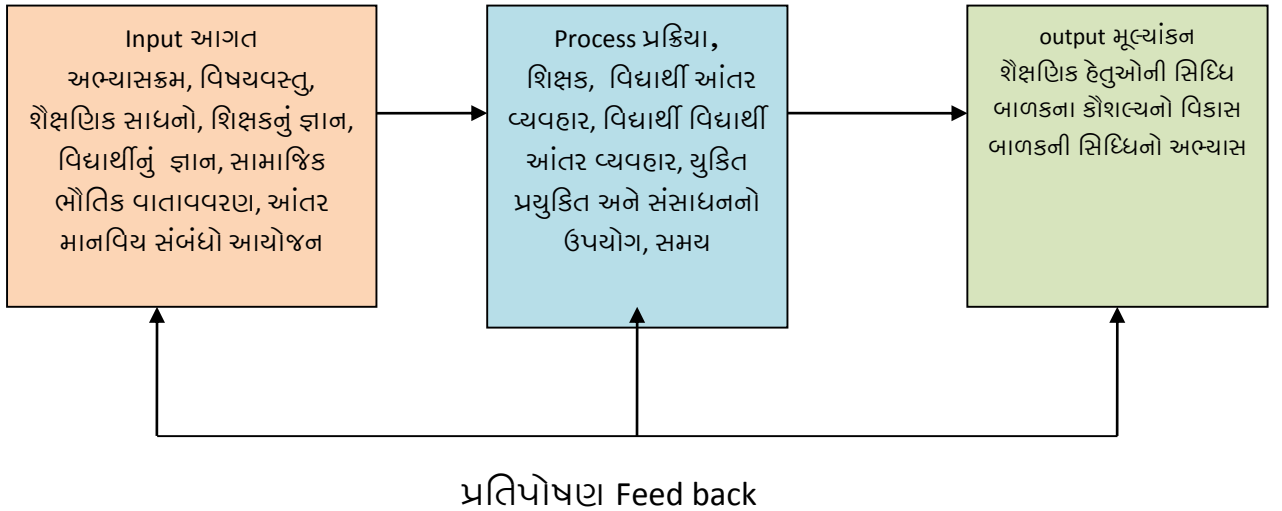 Input આગત
અભ્યાસક્રમ, વિષયવસ્તુ,
શૈક્ષણિક સાધનો, શિક્ષકનું જ્ઞાન,
વિદ્યાર્થીનું જ્ઞાન, સામાજિક
ભૌતિક વાતાવવરણ, આંતર
માનવિય સંબંધો આયોજન
Process પ્રક્રિયા,
શિક્ષક, વિદ્યાર્થી આંતર
વ્યવહાર, વિદ્યાર્થી વિદ્યાર્થી
આંતર વ્યવહાર, યુકિત
પ્રયુકિત અને સંસાધનનો
ઉપયોગ, સમય
output મૂલ્યાંકન
શૈક્ષણિક હેતુઓની સિધ્ધિ
બાળકના કૌશલ્યનો વિકાસ
બાળકની સિધ્ધિનો અભ્યાસ
પ્રતિપોષણ Feed back